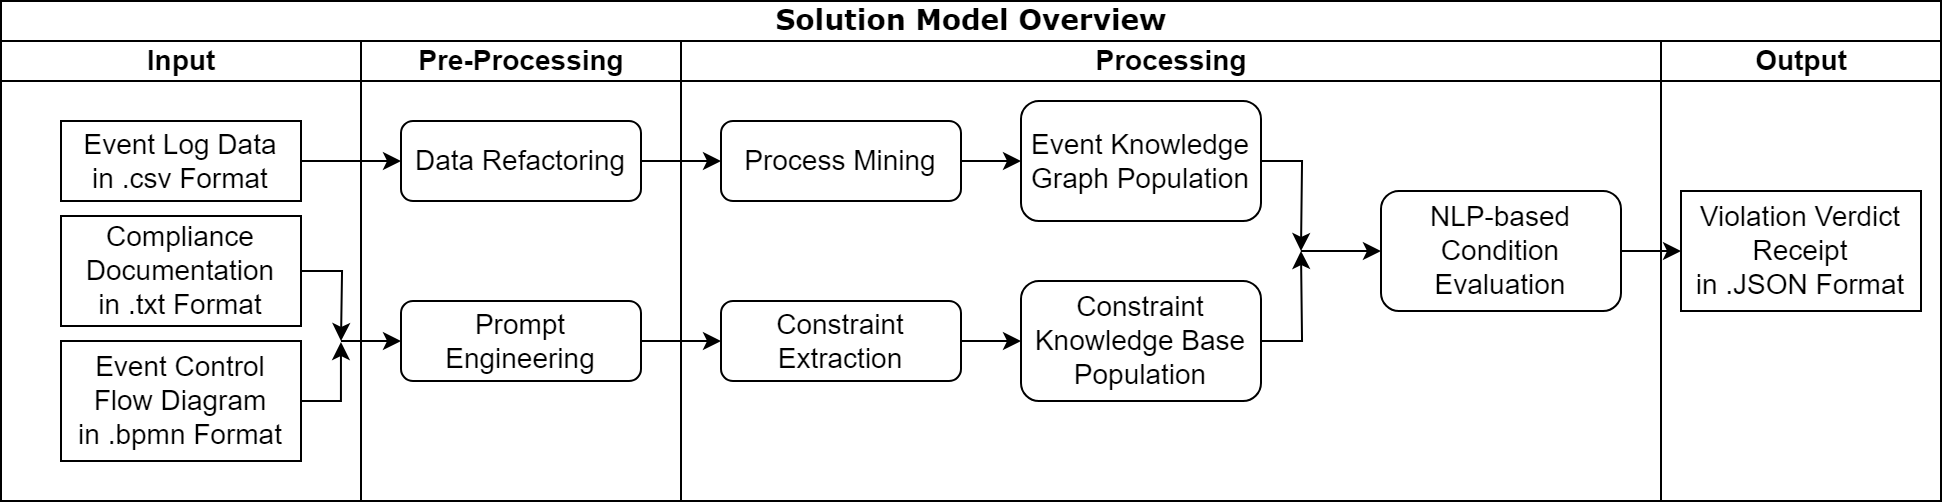 Solution Model Overview
Input
Pre-Processing
Processing
Output
Event Log Data
in .csv Format
Compliance
Documentation
in .txt Format
Event Control
Flow Diagram
in .bpmn Format
Data Refactoring
Prompt
Engineering
Process Mining
Event Knowledge
Graph Population
Constraint
Extraction
Constraint
Knowledge Base
Population
NLP-based
Condition
Evaluation
Violation Verdict
Receipt
in .JSON Format